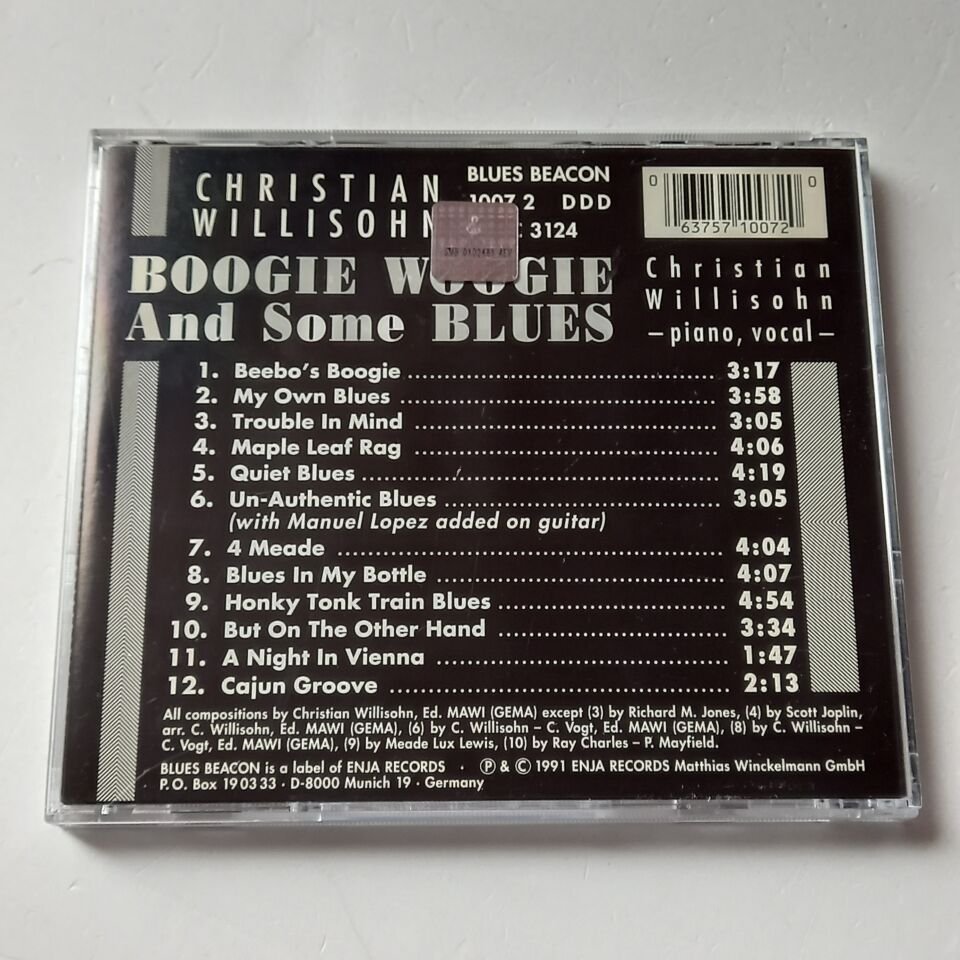 CHRISTIAN
WILLISOHN
BLUES BEACON
1007 2 DDD
3124
0 63757 10072 0
BOOGIE WOOGIE
And Some BLUES
Christian
Willisohn
–piano, vocal–
1. Beebo's Boogie 3:17
2. My Own Blues 3:58
3. Trouble In Mind 3:05
4. Maple Leaf Rag 4:06
5. Quiet Blues 4:19
6. Un-Authentic Blues 3:05
(with Manuel Lopez added on guitar)
7. 4 Meade 4:04
8. Blues In My Bottle 4:07
9. Honky Tonk Train Blues 4:54
10. But On The Other Hand 3:34
11. A Night In Vienna 1:47
12. Cajun Groove 2:13
All compositions by Christian Willisohn, Ed. MAWI (GEMA) except (3) by Richard M. Jones, (4) by Scott Joplin,
arr. C. Willisohn, Ed. MAWI (GEMA), (6) by C. Willisohn – C. Vogt, Ed. MAWI (GEMA), (8) by C. Willisohn –
C. Vogt, Ed. MAWI (GEMA), (9) by Meade Lux Lewis, (10) by Ray Charles – P. Mayfield.
BLUES BEACON is a label of ENJA RECORDS · ℗ & © 1991 ENJA RECORDS Matthias Winckelmann GmbH
P.O. Box 19 03 33 · D-8000 Munich 19 · Germany